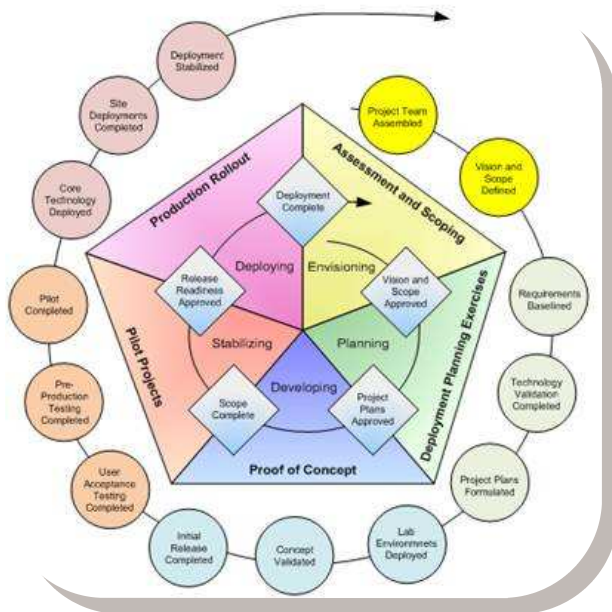 Deployment
Stabilized
Site
Deployments
Completed
Core
Technology
Deployed
Pilot
Completed
Pre-
Production
Testing
Completed
User
Acceptance
Testing
Completed
Initial
Release
Completed
Concept
Validated
Lab
Environmnets
Deployed
Project Plans
Formulated
Technology
Validation
Completed
Requirements
Baselined
Vision and
Scope
Defined
Project Team
Assembled
Production Rollout
Assessment and Scoping
Deployment Planning Exercises
Proof of Concept
Pilot Projects
Deployment
Complete
Vision and
Scope
Approved
Project
Plans
Approved
Scope
Complete
Release
Readiness
Approved
Deploying
Envisioning
Planning
Developing
Stabilizing